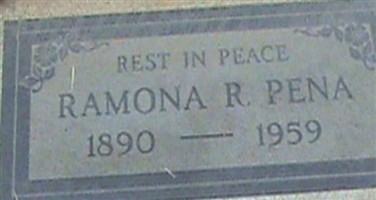 REST IN PEACE
RAMONA R. PENA
1890 — 1959